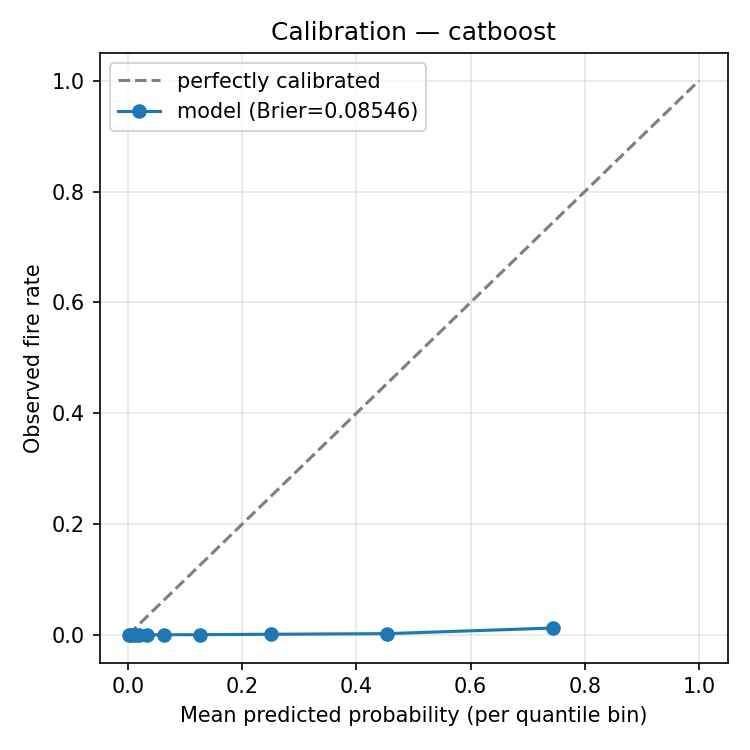 Calibration — catboost
perfectly calibrated
model (Brier=0.08546)
Observed fire rate
1.0
0.8
0.6
0.4
0.2
0.0
0.0 0.2 0.4 0.6 0.8 1.0
Mean predicted probability (per quantile bin)